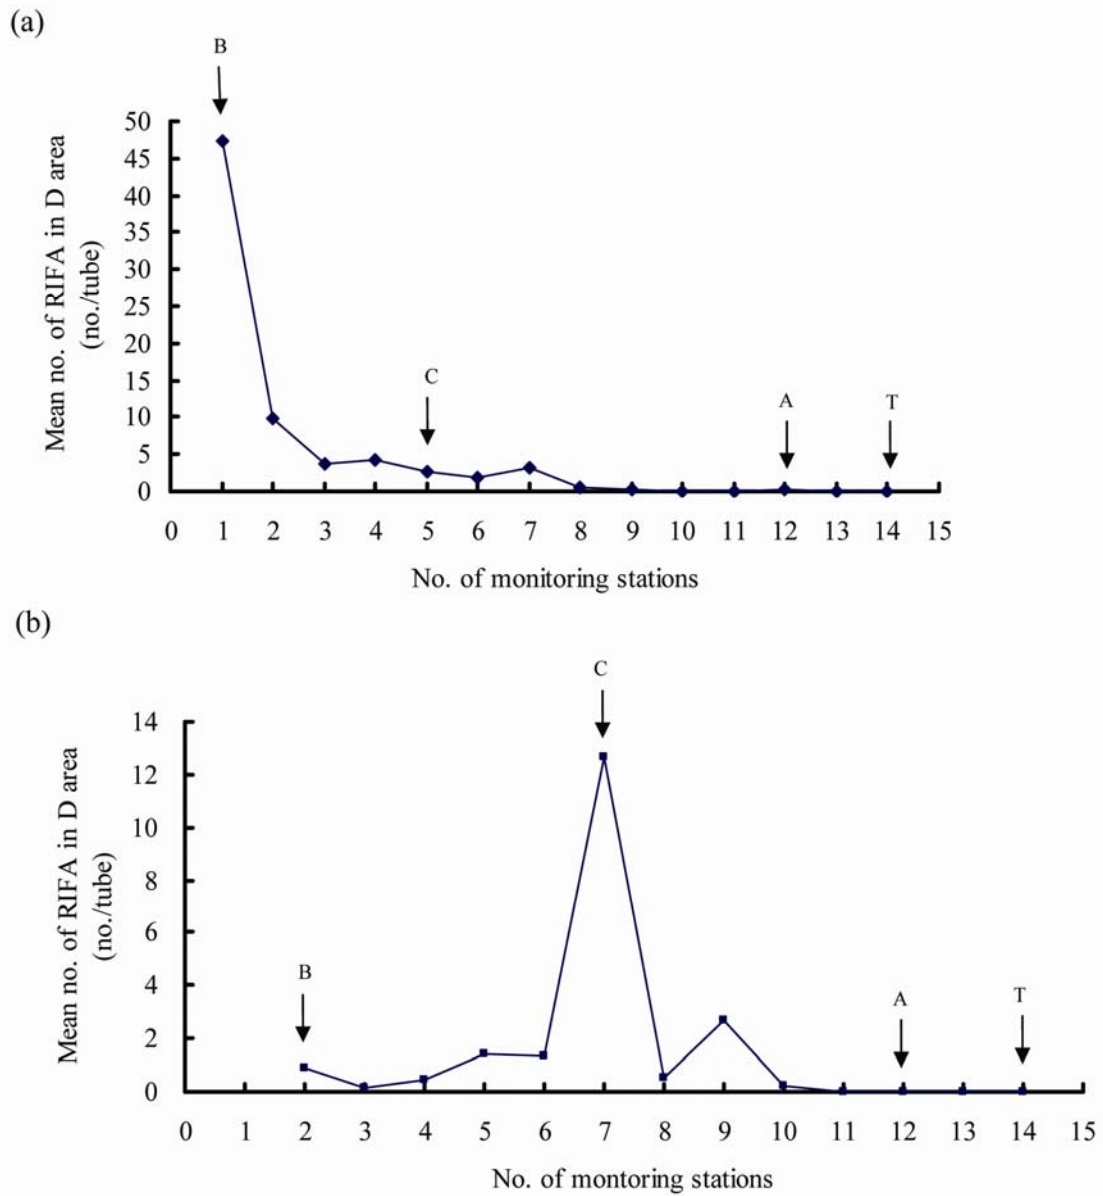 (a)
B
50
45
40
35
30
25
20
15
10
5
0
Mean no. of RIFA in D area
(no./tube)
C
A
T
0 1 2 3 4 5 6 7 8 9 10 11 12 13 14 15
No. of monitoring stations
(b)
C
14
12
10
8
6
4
2
0
Mean no. of RIFA in D area
(no./tube)
B
A
T
0 1 2 3 4 5 6 7 8 9 10 11 12 13 14 15
No. of montoring stations